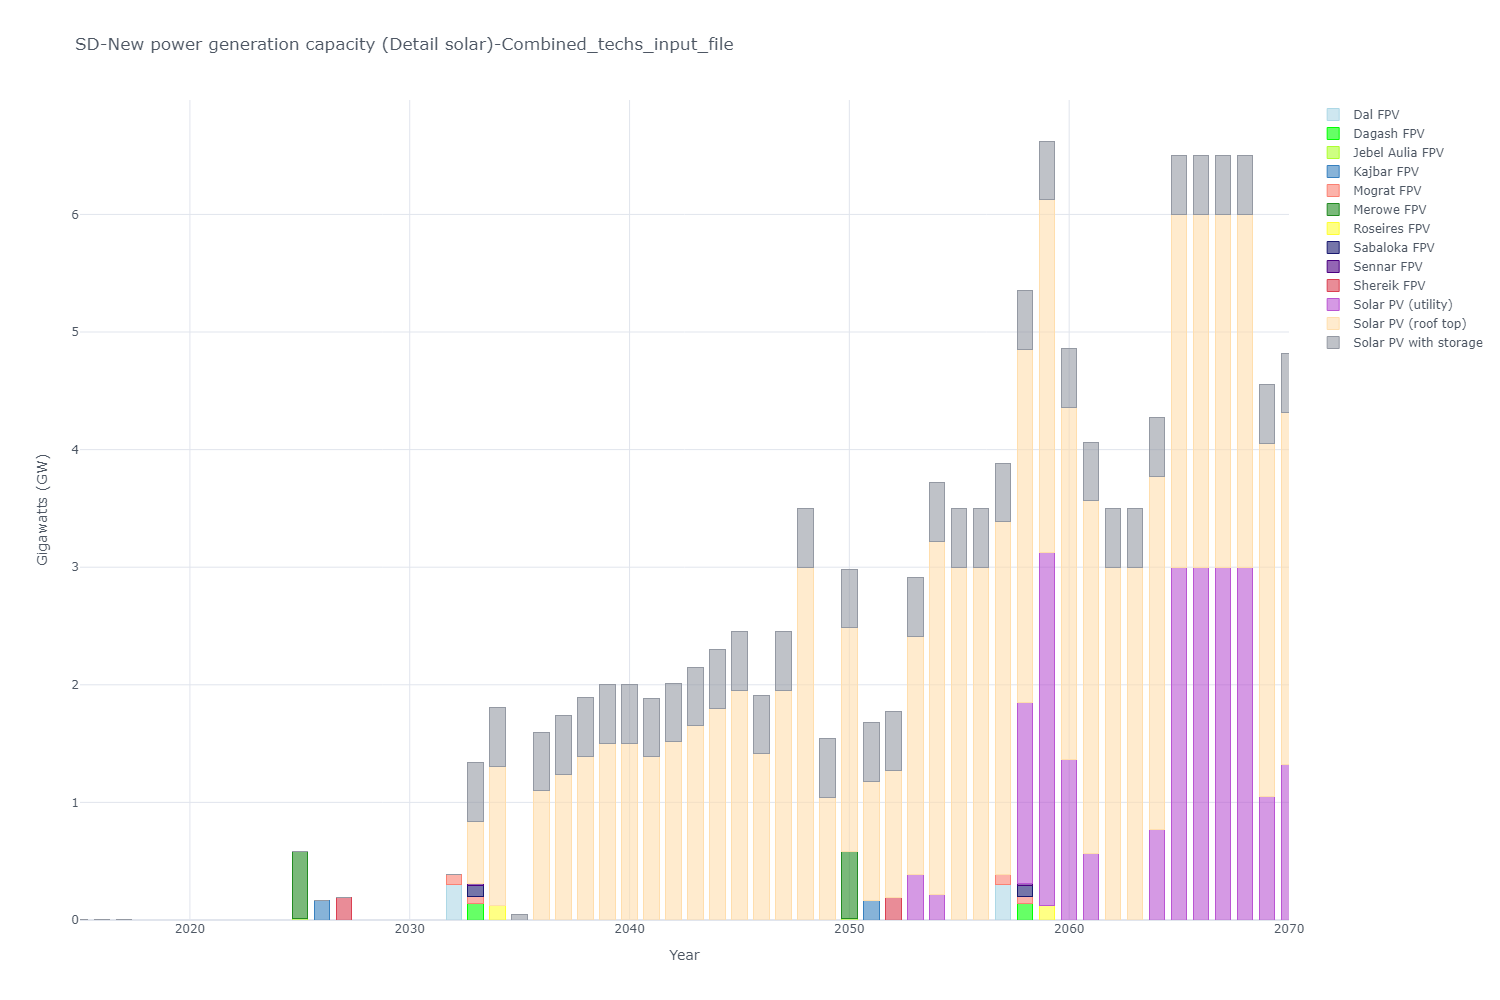 SD-New power generation capacity (Detail solar)-Combined_techs_input_file
Dal FPV
Dagash FPV
Jebel Aulia FPV
Kajbar FPV
Mograt FPV
Merowe FPV
Roseires FPV
Sabaloka FPV
Sennar FPV
Shereik FPV
Solar PV (utility)
Solar PV (roof top)
Solar PV with storage
6
5
4
3
2
1
0
Gigawatts (GW)
2020
2030
2040
2050
2060
2070
Year